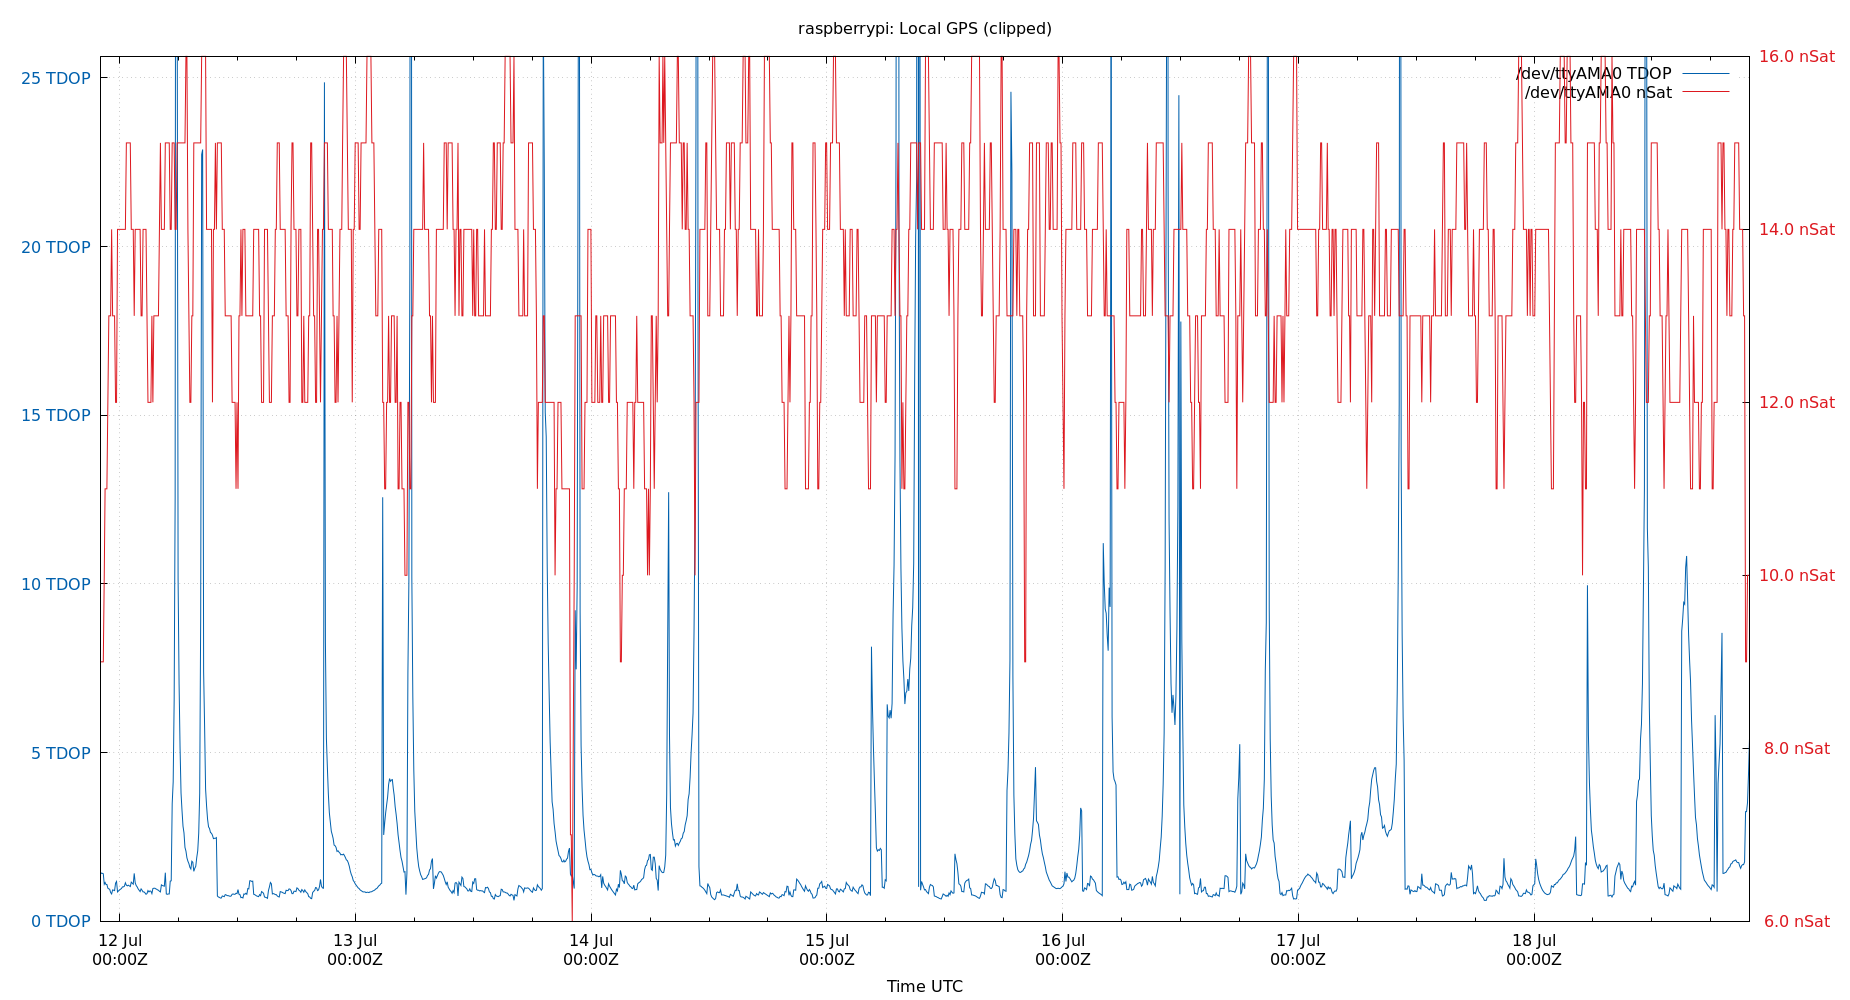 raspberrypi: Local GPS (clipped)
25 TDOP
20 TDOP
15 TDOP
10 TDOP
5 TDOP
0 TDOP
16.0 nSat
14.0 nSat
12.0 nSat
10.0 nSat
8.0 nSat
6.0 nSat
/dev/ttyAMA0 TDOP
/dev/ttyAMA0 nSat
12 Jul
00:00Z
13 Jul
00:00Z
14 Jul
00:00Z
15 Jul
00:00Z
16 Jul
00:00Z
17 Jul
00:00Z
18 Jul
00:00Z
Time UTC